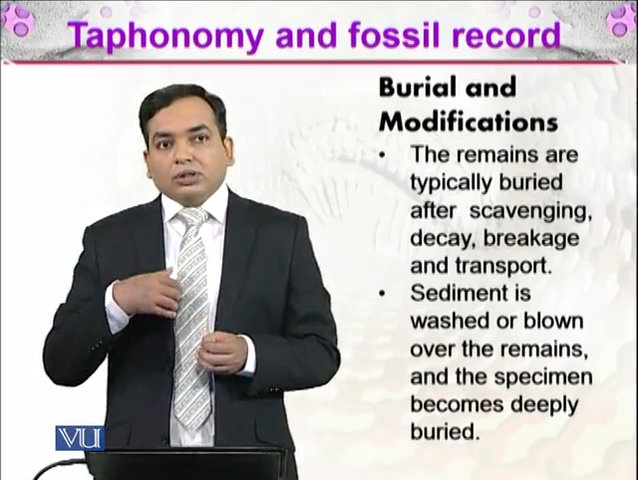 Taphonomy and fossil record
Burial and
Modifications
• The remains are
typically buried
after scavenging,
decay, breakage
and transport.
• Sediment is
washed or blown
over the remains,
and the specimen
becomes deeply
buried.
VU